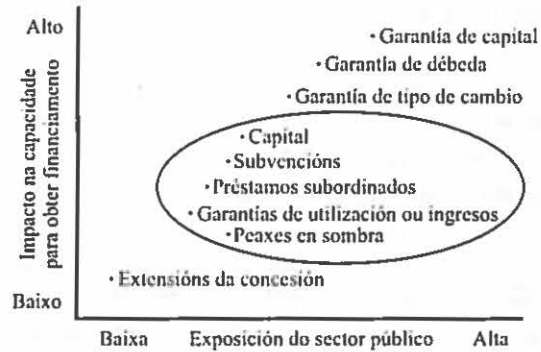 Alto
· Garantía de capital
· Garantía de débeda
· Garantía de tipo de cambio
· Capital
· Subvencións
· Préstamos subordinados
· Garantías de utilización ou ingresos
· Peaxes en sombra
· Extensións da concesión
Baixo
Impacto na capacidade
para obter financiamento
Baixa Exposición do sector público Alta